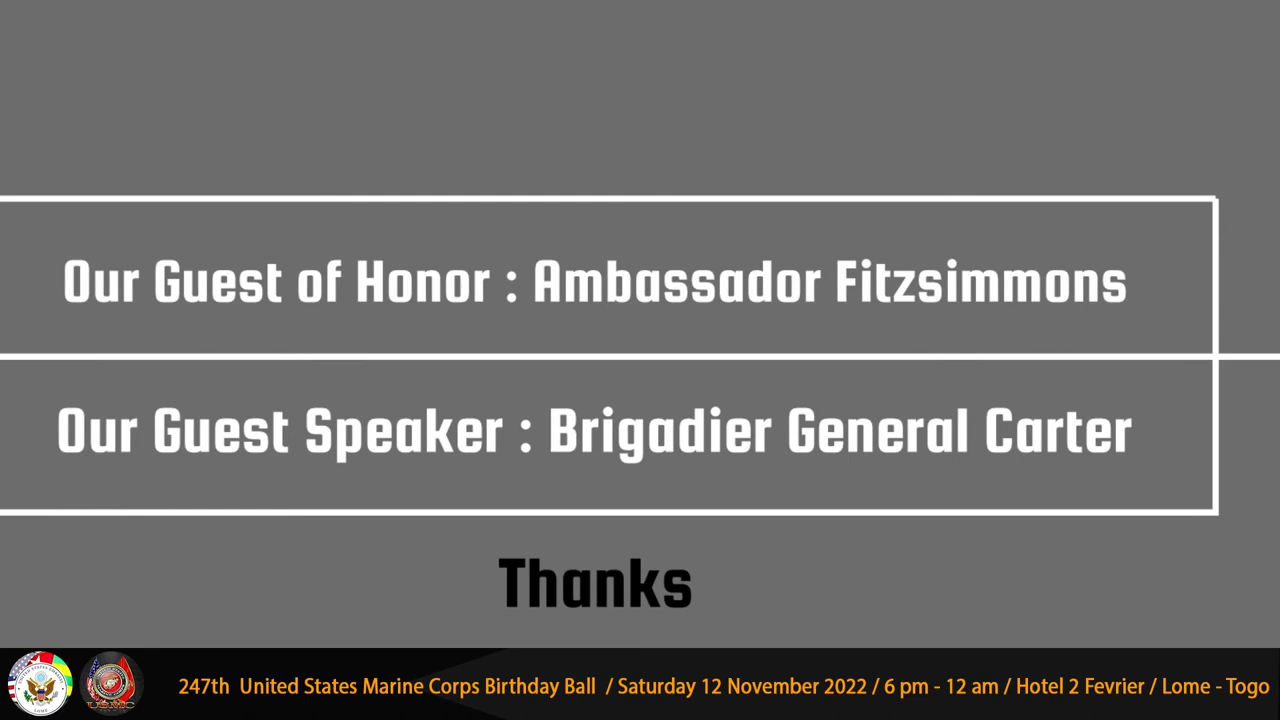 Our Guest of Honor : Ambassador Fitzsimmons
Our Guest Speaker : Brigadier General Carter
Thanks
247th United States Marine Corps Birthday Ball / Saturday 12 November 2022 / 6 pm - 12 am / Hotel 2 Fevrier / Lome - Togo
USMC